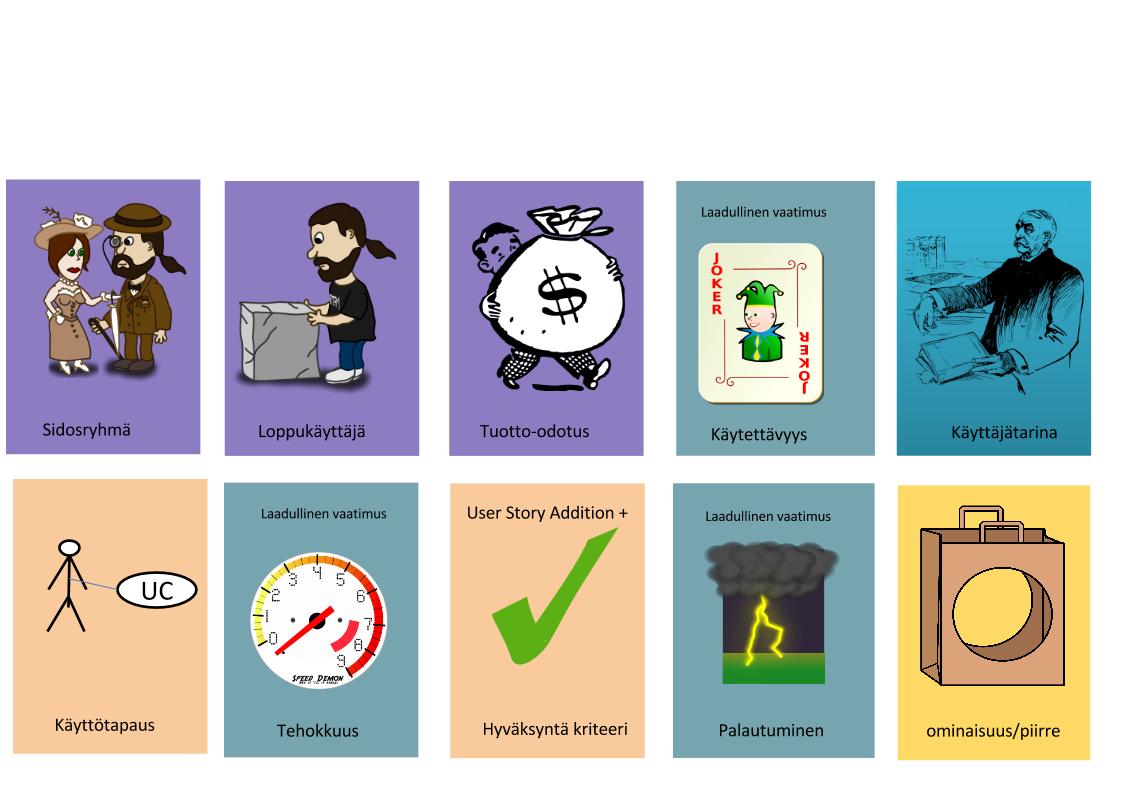 Sidosryhmä
Loppukäyttäjä
$
Tuotto-odotus
Laadullinen vaatimus
JOKER
JOKER
Käytettävyys
Käyttäjätarina
UC
Käyttötapaus
Laadullinen vaatimus
0 1 2 3 4 5 6 7 8 9
SPEED DEMON
Tehokkuus
User Story Addition +
Hyväksyntä kriteeri
Laadullinen vaatimus
Palautuminen
ominaisuus/piirre